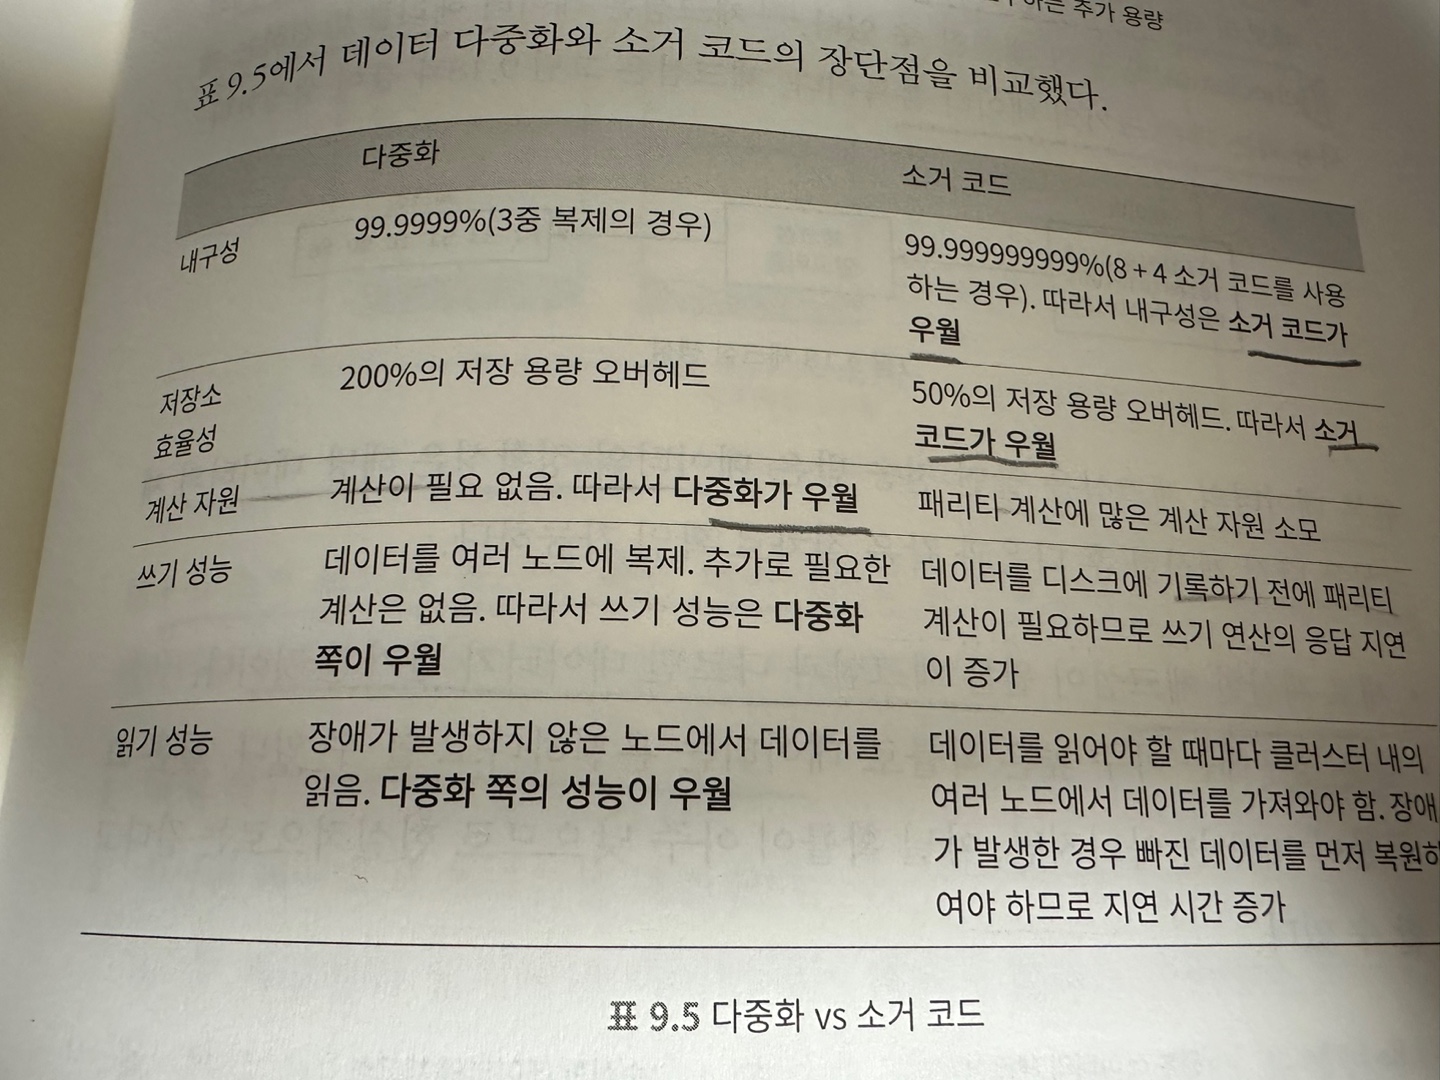 하는 추가 용량
표 9.5에서 데이터 다중화와 소거 코드의 장단점을 비교했다.
다중화
소거 코드
내구성
99.9999%(3중 복제의 경우)
99.999999999%(8 + 4 소거 코드를 사용
하는 경우). 따라서 내구성은 소거 코드가
우월
저장소
효율성
200%의 저장 용량 오버헤드
50%의 저장 용량 오버헤드. 따라서 소거
코드가 우월
계산 자원
계산이 필요 없음. 따라서 다중화가 우월
패리티 계산에 많은 계산 자원 소모
쓰기 성능
데이터를 여러 노드에 복제. 추가로 필요한
계산은 없음. 따라서 쓰기 성능은 다중화
쪽이 우월
데이터를 디스크에 기록하기 전에 패리티
계산이 필요하므로 쓰기 연산의 응답 지연
이 증가
읽기 성능
장애가 발생하지 않은 노드에서 데이터를
읽음. 다중화 쪽의 성능이 우월
데이터를 읽어야 할 때마다 클러스터 내의
여러 노드에서 데이터를 가져와야 함. 장애
가 발생한 경우 빠진 데이터를 먼저 복원하
여야 하므로 지연 시간 증가
표 9.5 다중화 vs 소거 코드